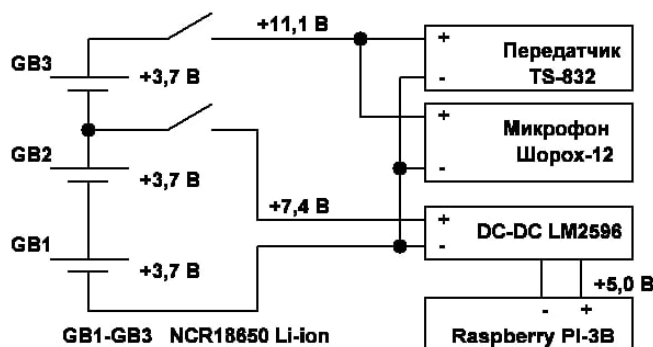 +11,1 В
GB3
+3,7 В
GB2
+3,7 В
+7,4 В
GB1
+3,7 В
GB1-GB3 NCR18650 Li-ion
+
-
Передатчик
TS-832
+
-
Микрофон
Шорох-12
+
-
DC-DC LM2596
+5,0 В
- +
Raspberry PI-3B